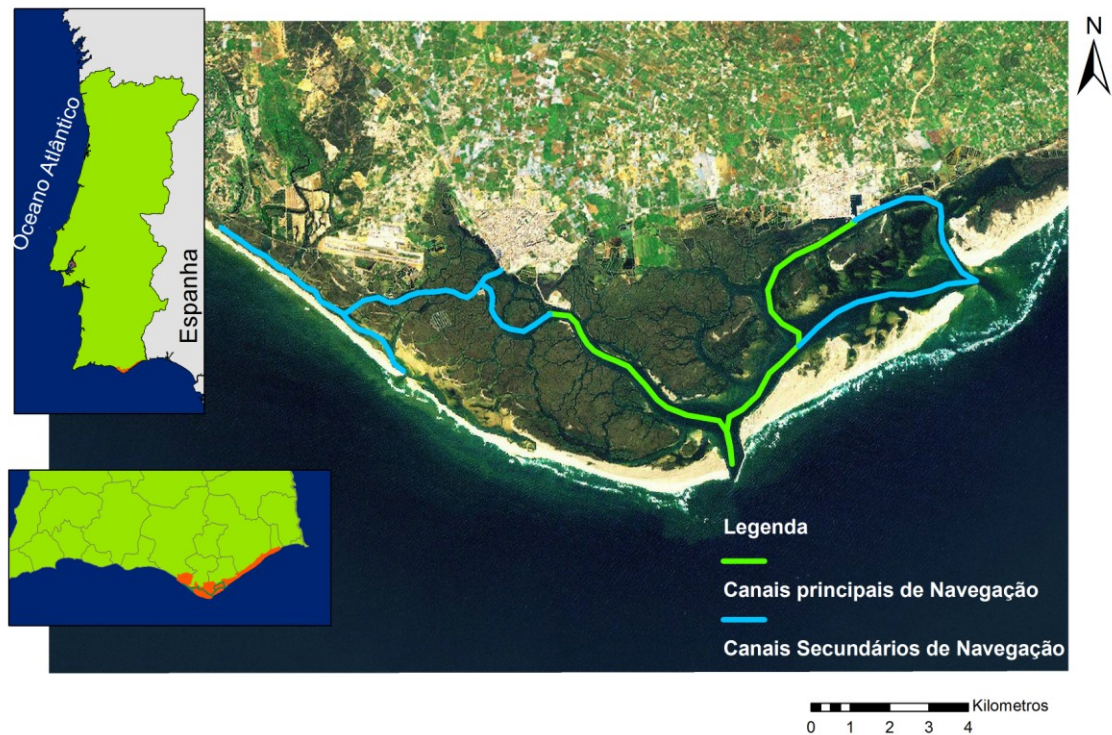 Oceano Atlântico
Espanha
N
Legenda
Canais principais de Navegação
Canais Secundários de Navegação
Kilometros
0 1 2 3 4